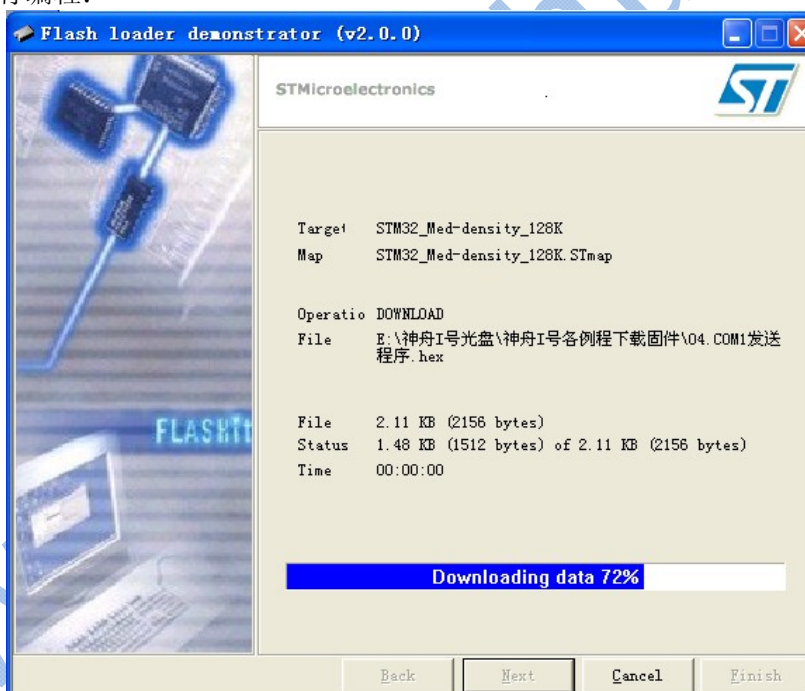 Flash loader demonstrator (v2.0.0)
STMicroelectronics
ST
Target STM32_Med-density_128K
Map STM32_Med-density_128K.STmap
Operatio DOWNLOAD
File E:\神舟I号光盘\神舟I号各例程下载固件\04.COM1发送
程序.hex
File 2.11 KB (2156 bytes)
Status 1.48 KB (1512 bytes) of 2.11 KB (2156 bytes)
Time 00:00:00
FLASHit
Downloading data 72%
Back Next Cancel Finish